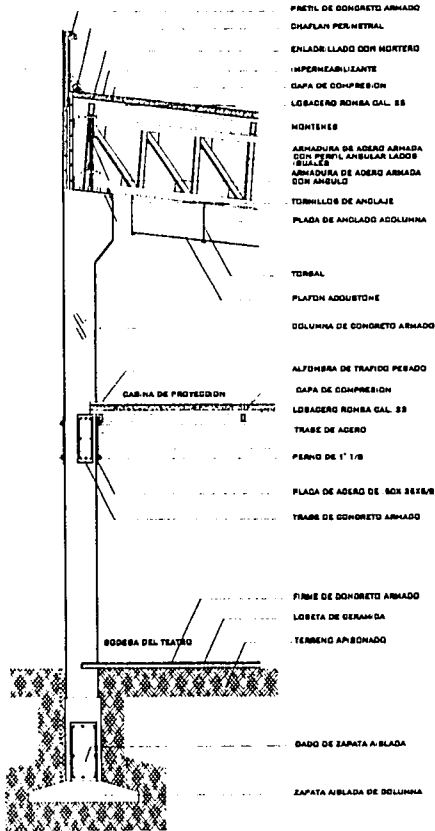 PRETIL DE CONCRETO ARMADO
CHAFLAN PERIMETRAL
ENLADRILLADO CON MORTERO
IMPERMEABILIZANTE
CAPA DE COMPRESION
LOSACERO ROMSA CAL. 22
MONTENES
ARMADURA DE ACERO ARMADA
CON PERFIL ANGULAR LADOS
IGUALES
ARMADURA DE ACERO ARMADA
CON ANGULO
TORNILLOS DE ANCLAJE
PLACA DE ANCLADO ACOLUMNA
TORSAL
PLAFON ACOUSTONE
COLUMNA DE CONCRETO ARMADO
ALFOMBRA DE TRAFICO PESADO
CABINA DE PROTECCION
CAPA DE COMPRESION
LOSACERO ROMSA CAL. 22
TRABE DE ACERO
PERNO DE 1" 1/8
PLACA DE ACERO DE
TRABE DE CONCRETO ARMADO
FIRME DE CONCRETO ARMADO
LOSETA DE CERAMICA
BODEGA DEL TEATRO
TERRENO APISONADO
DADO DE ZAPATA AISLADA
ZAPATA AISLADA DE COLUMNA